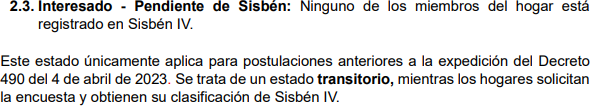 2.3. Interesado - Pendiente de Sisbén: Ninguno de los miembros del hogar está
registrado en Sisbén IV.
Este estado únicamente aplica para postulaciones anteriores a la expedición del Decreto
490 del 4 de abril de 2023. Se trata de un estado transitorio, mientras los hogares solicitan
la encuesta y obtienen su clasificación de Sisbén IV.